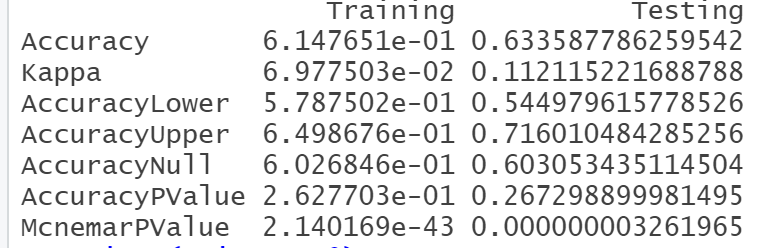 Training Testing
Accuracy 6.147651e-01 0.633587786259542
Kappa 6.977503e-02 0.112115221688788
AccuracyLower 5.787502e-01 0.544979615778526
AccuracyUpper 6.498676e-01 0.716010484285256
AccuracyNull 6.026846e-01 0.603053435114504
AccuracyPValue 2.627703e-01 0.267298899981495
McnemarPValue 2.140169e-43 0.000000003261965